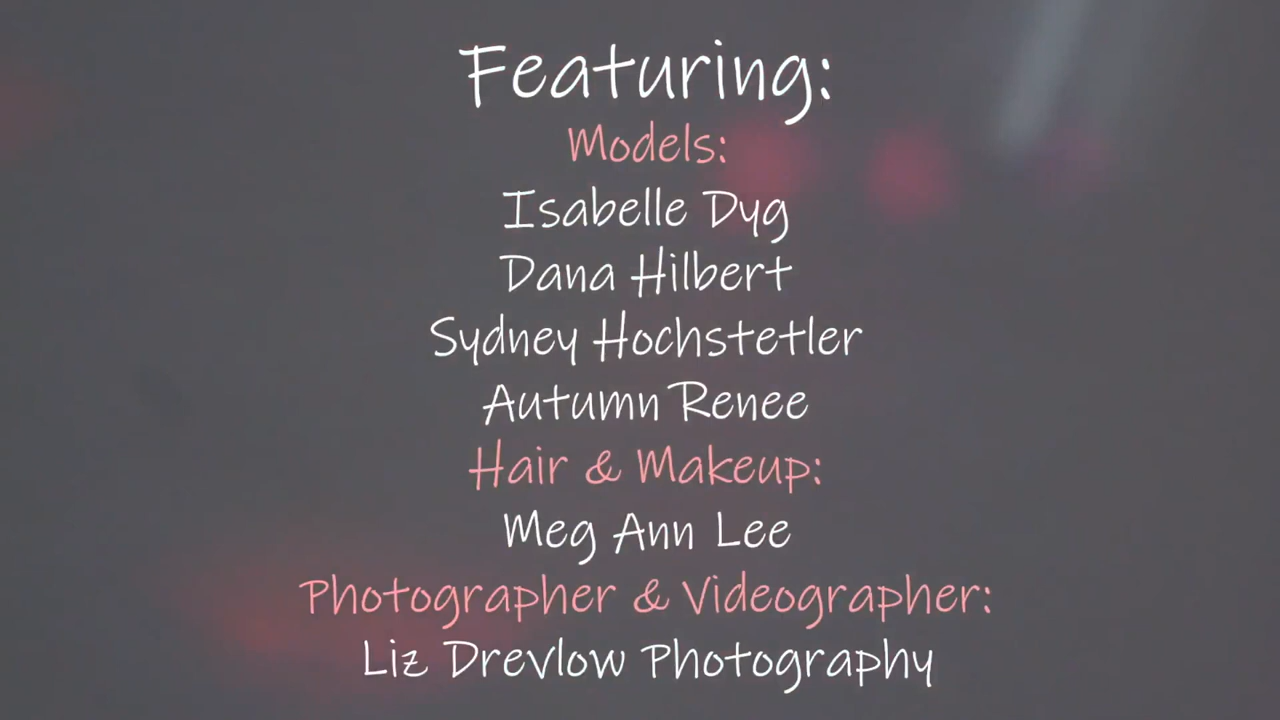 Featuring:
Models:
Isabelle Dyg
Dana Hilbert
Sydney Hochstetler
Autumn Renee
Hair & Makeup:
Meg Ann Lee
Photographer & Videographer:
Liz Drevlow Photography